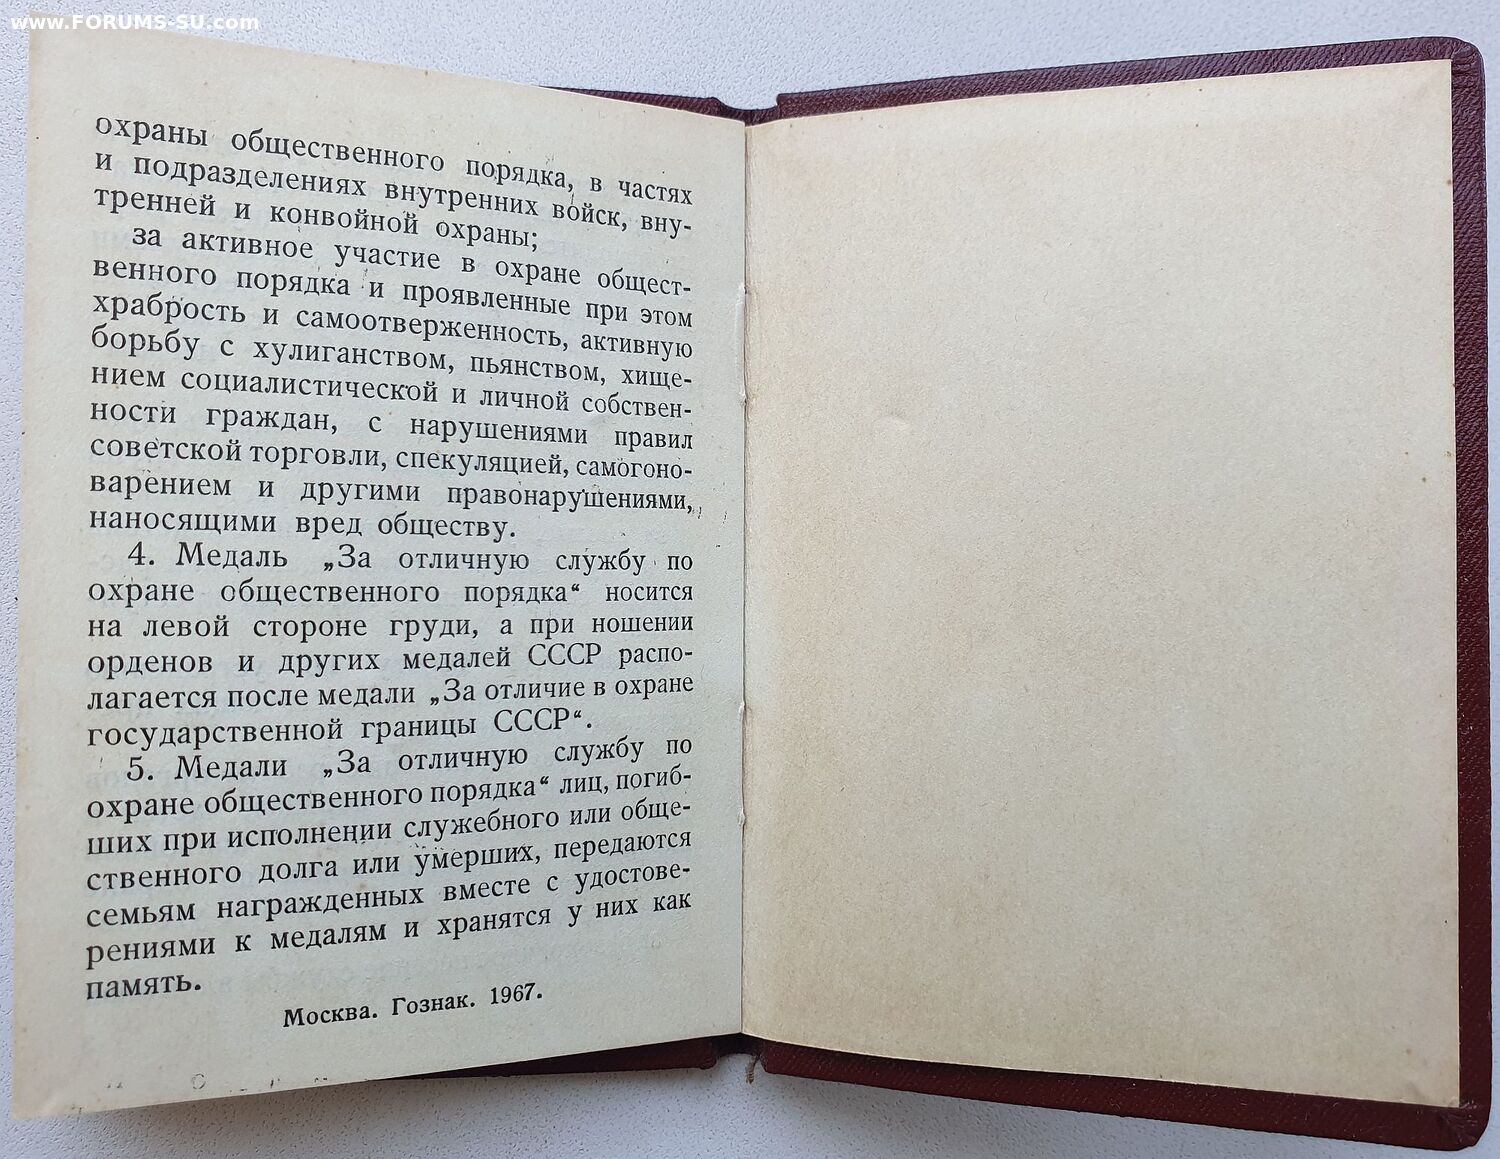 www.FORUMS-SU.com
охраны общественного порядка, в частях
и подразделениях внутренних войск, вну-
тренней и конвойной охраны;
за активное участие в охране общест-
венного порядка и проявленные при этом
храбрость и самоотверженность, активную
борьбу с хулиганством, пьянством, хище-
нием социалистической и личной собствен-
ности граждан, с нарушениями правил
советской торговли, спекуляцией, самогоно-
варением и другими правонарушениями,
наносящими вред обществу.
4. Медаль „За отличную службу по
охране общественного порядка“ носится
на левой стороне груди, а при ношении
орденов и других медалей СССР распо-
лагается после медали „За отличие в охране
государственной границы СССР“.
5. Медали „За отличную службу по
охране общественного порядка“ лиц, погиб-
ших при исполнении служебного или обще-
ственного долга или умерших, передаются
семьям награжденных вместе с удостове-
рениями к медалям и хранятся у них как
память.
Москва. Гознак. 1967.